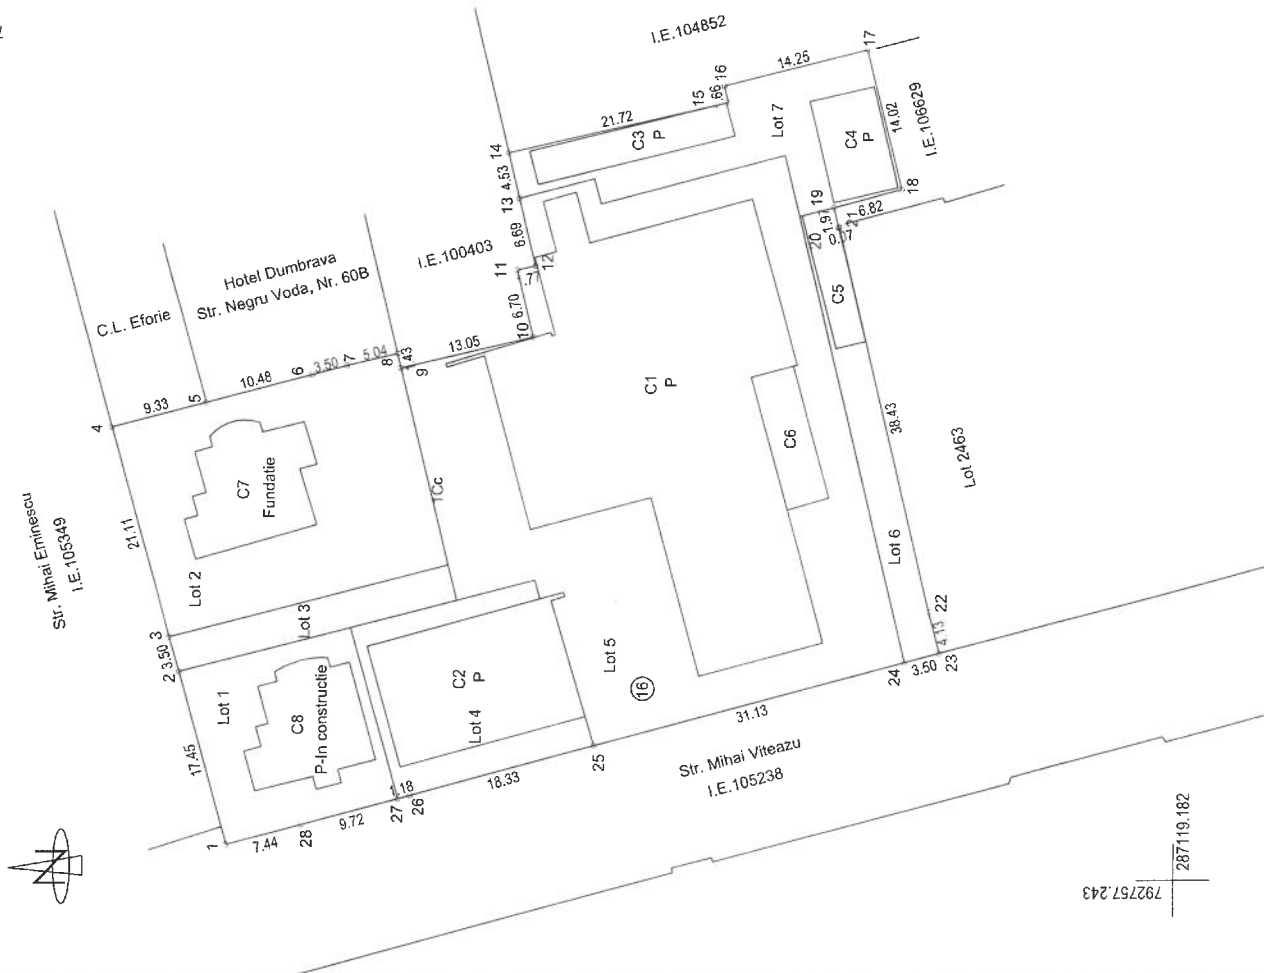 I.E.104852
17
14.25
16
.66
15
21.72
C3
P
Lot 7
C4
P
14.02
I.E.106629
14
4.53
13
6.69
11
.77
12
6.70
10
I.E.100403
19
18
1.97
6.82
20
21
0.07
C5
Hotel Dumbrava
Str. Negru Voda, Nr. 60B
C.L. Eforie
4
9.33
5
10.48
6
3.50
7
5.04
8
1.43
9
13.05
C1
P
C6
38.43
Lot 2463
Str. Mihai Eminescu
I.E.105349
21.11
C7
Fundatie
Lot 2
Cc
3
3.50
2
Lot 3
Lot 1
C8
P-In constructie
17.45
C2
P
Lot 4
Lot 5
16
Lot 6
22
4.13
23
3.50
24
31.13
25
18.33
1.18
26
27
9.72
28
7.44
1
Str. Mihai Viteazu
I.E.105238
N
287119.182
792757.243